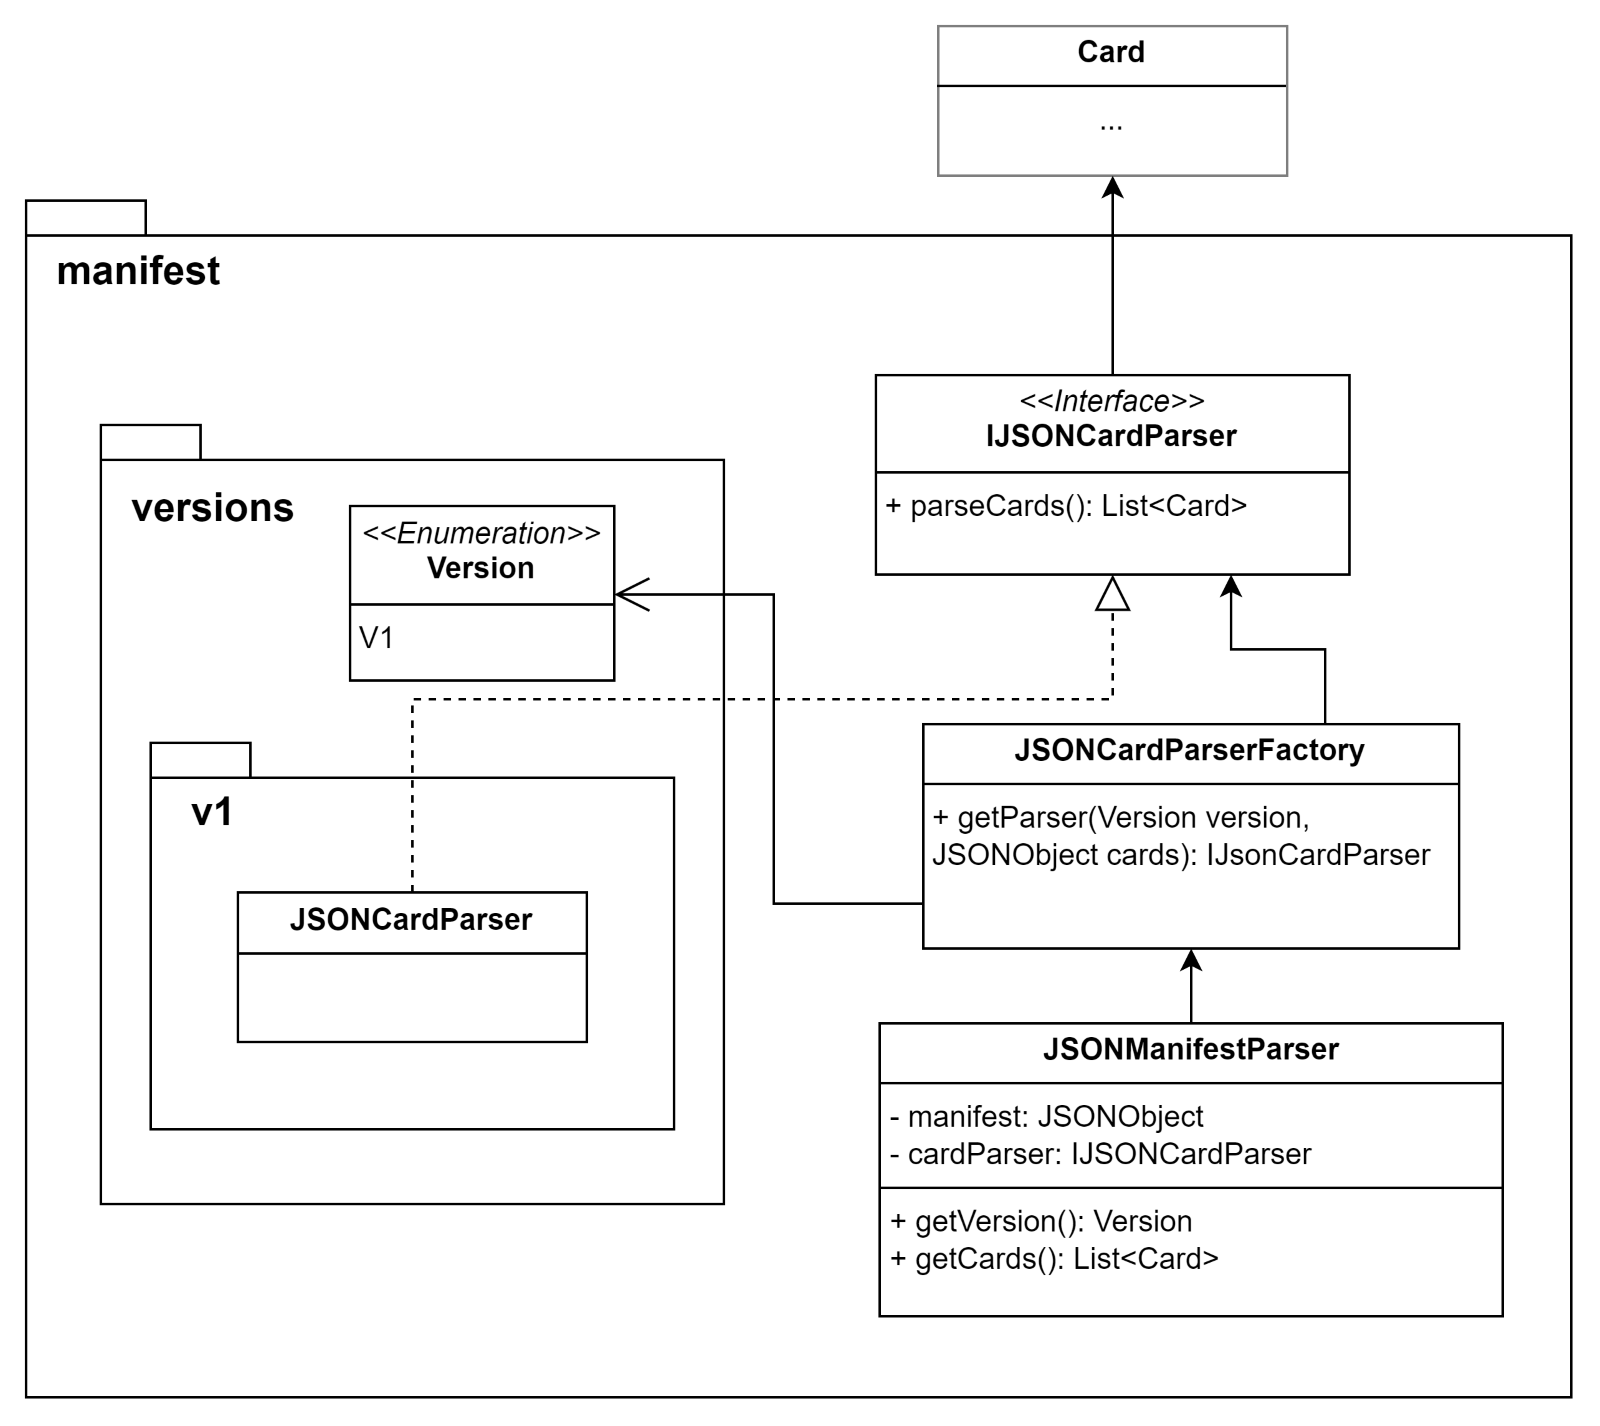 Card
...
manifest
<<Interface>>
IJSONCardParser
+ parseCards(): List<Card>
versions
<<Enumeration>>
Version
V1
v1
JSONCardParser
JSONCardParserFactory
+ getParser(Version version,
JSONObject cards): IJsonCardParser
JSONManifestParser
- manifest: JSONObject
- cardParser: IJSONCardParser
+ getVersion(): Version
+ getCards(): List<Card>